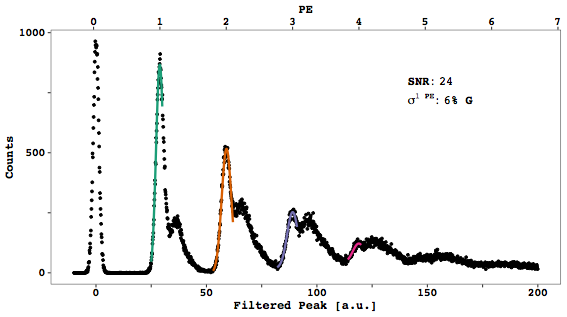 PE
0 1 2 3 4 5 6 7
1000
500
0
Counts
SNR: 24
σ1 PE: 6% G
0 50 100 150 200
Filtered Peak [a.u.]